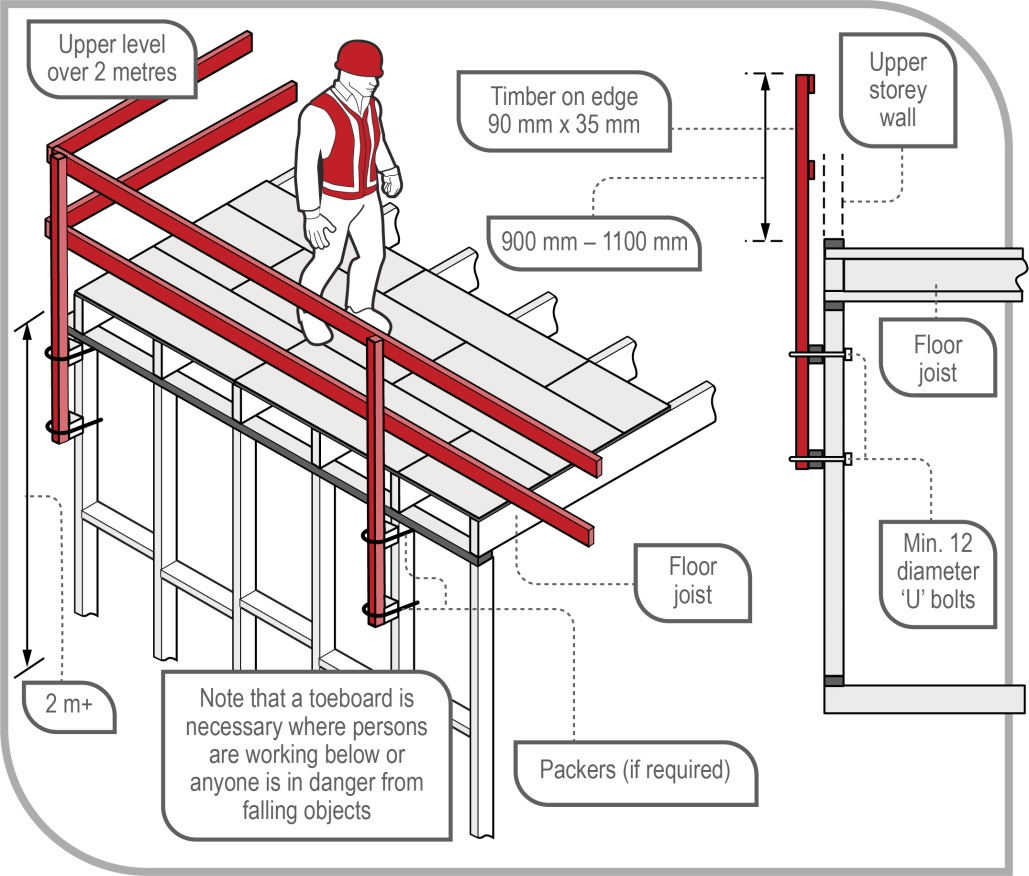 Upper level
over 2 metres
Timber on edge
90 mm x 35 mm
Upper
storey
wall
900 mm – 1100 mm
Floor
joist
Floor
joist
Min. 12
diameter
‘U’ bolts
2 m+
Note that a toeboard is
necessary where persons
are working below or
anyone is in danger from
falling objects
Packers (if required)